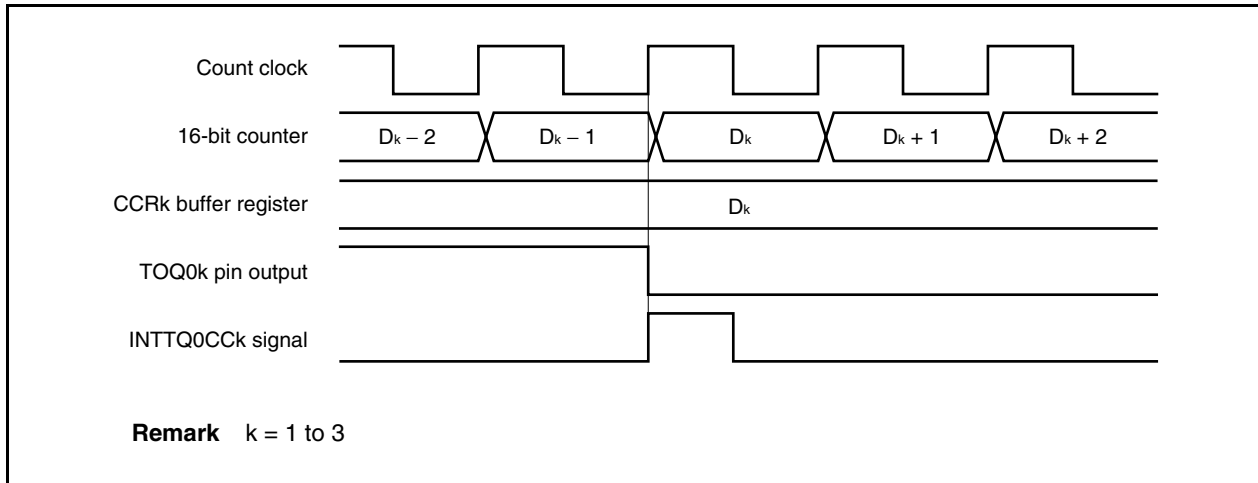 Count clock
16-bit counter
Dk − 2 Dk − 1 Dk Dk + 1 Dk + 2
CCRk buffer register
Dk
TOQ0k pin output
INTTQ0CCk signal
Remark k = 1 to 3